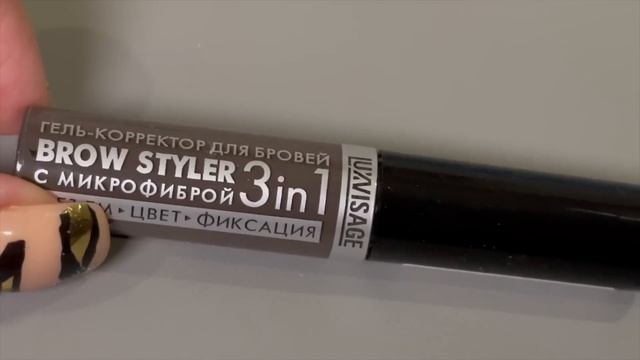 ГЕЛЬ-КОРРЕКТОР ДЛЯ БРОВЕЙ
BROW STYLER 3in1
С МИКРОФИБРОЙ
ЦВЕТ▸ФИКСАЦИЯ
LUXVISAGE